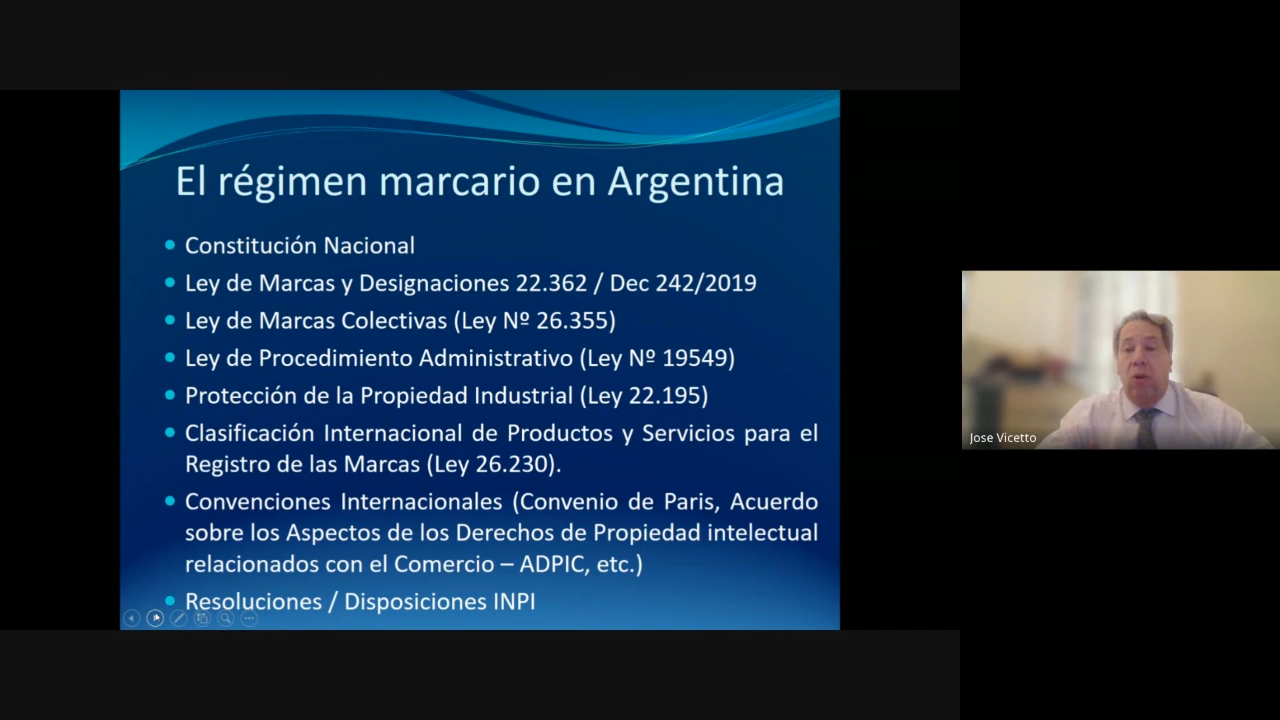 El régimen marcario en Argentina
Constitución Nacional
Ley de Marcas y Designaciones 22.362 / Dec 242/2019
Ley de Marcas Colectivas (Ley Nº 26.355)
Ley de Procedimiento Administrativo (Ley Nº 19549)
Protección de la Propiedad Industrial (Ley 22.195)
Clasificación Internacional de Productos y Servicios para el
Registro de las Marcas (Ley 26.230).
Convenciones Internacionales (Convenio de Paris, Acuerdo
sobre los Aspectos de los Derechos de Propiedad intelectual
relacionados con el Comercio – ADPIC, etc.)
Resoluciones / Disposiciones INPI
Jose Vicetto